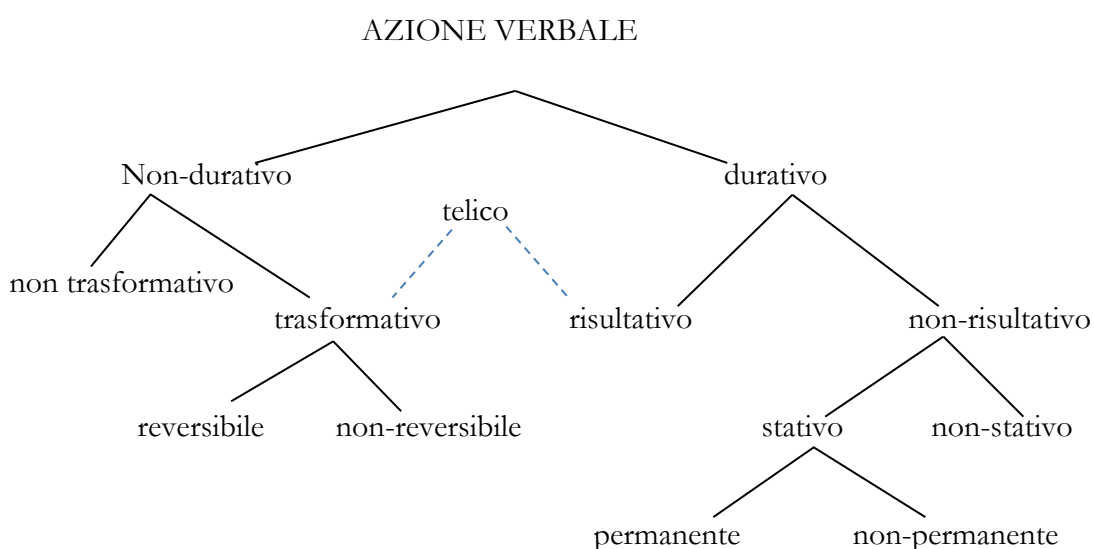 AZIONE VERBALE
Non-durativo
durativo
telico
non trasformativo
trasformativo
risultativo
non-risultativo
reversibile
non-reversibile
stativo
non-stativo
permanente
non-permanente